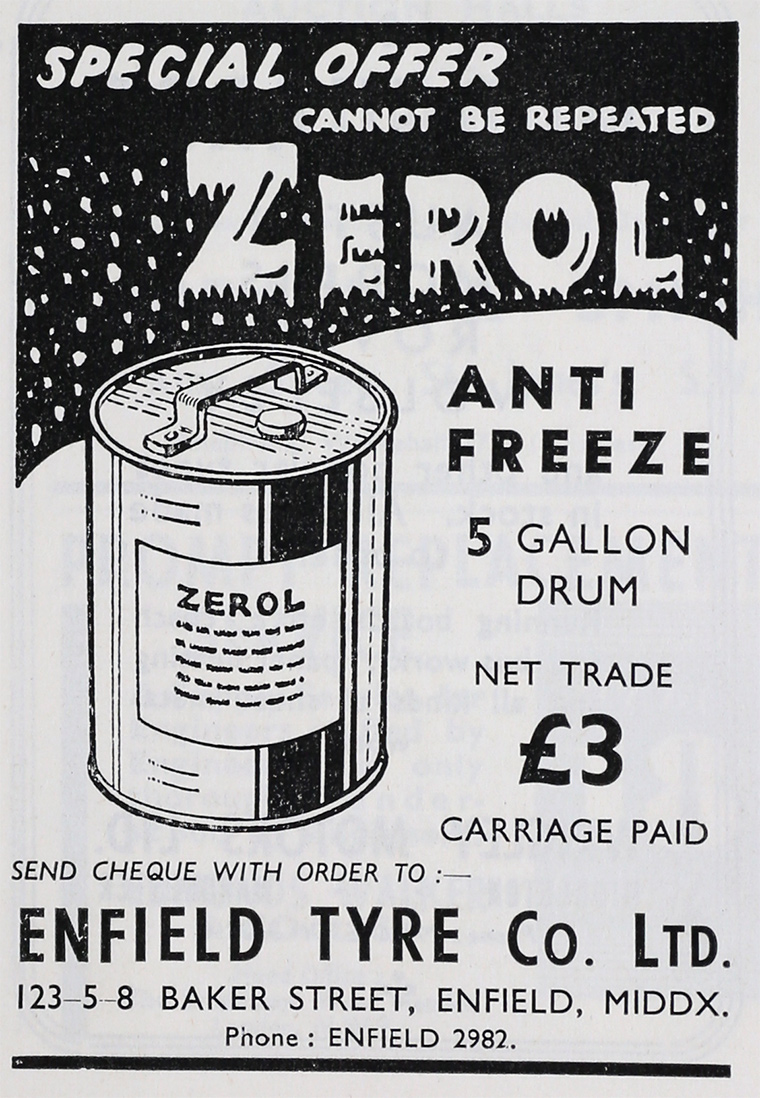 SPECIAL OFFER
CANNOT BE REPEATED
ZEROL
ANTI
FREEZE
5 GALLON
DRUM
ZEROL
NET TRADE
£3
CARRIAGE PAID
SEND CHEQUE WITH ORDER TO :—
ENFIELD TYRE Co. LTD.
123-5-8 BAKER STREET, ENFIELD, MIDDX.
Phone : ENFIELD 2982.